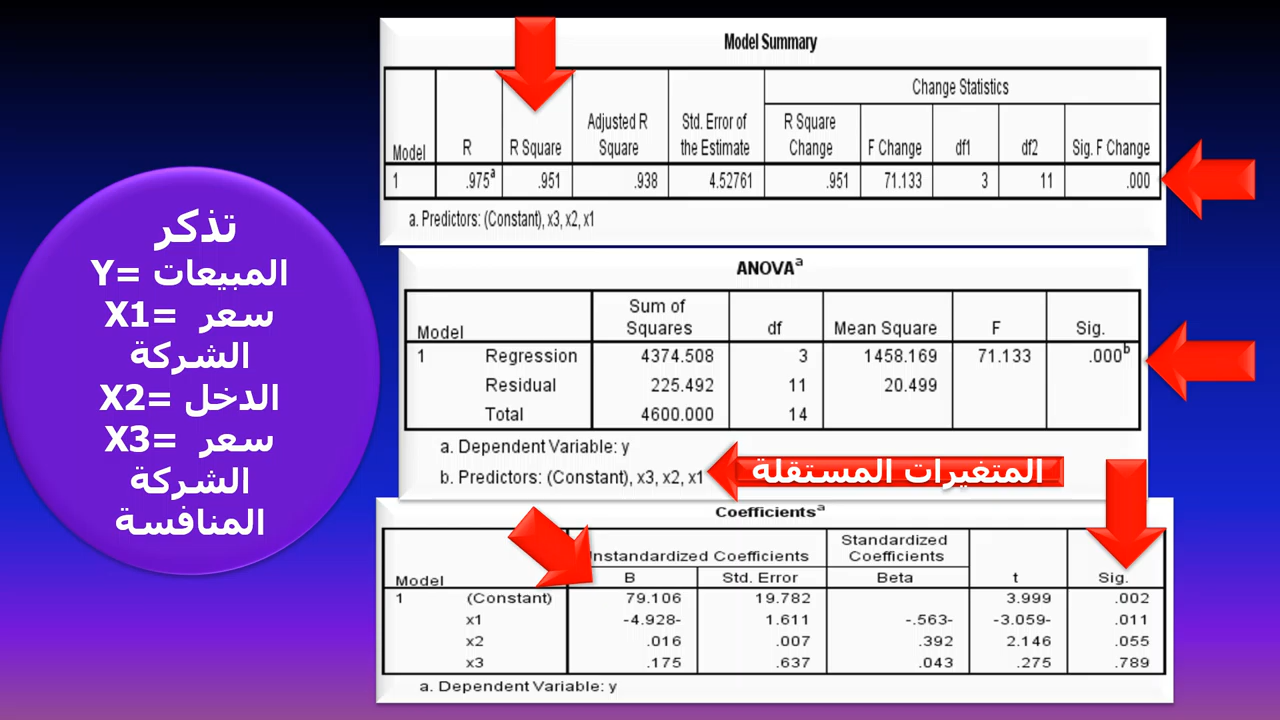 تذكر
المبيعات =Y
سعر =X1
الشركة
الدخل =X2
سعر =X3
الشركة
المنافسة
Model Summary
Change Statistics
Model R R Square Adjusted R Square Std. Error of the Estimate R Square Change F Change df1 df2 Sig. F Change
1 .975a .951 .938 4.52761 .951 71.133 3 11 .000
a. Predictors: (Constant), x3, x2, x1
ANOVAa
Model Sum of Squares df Mean Square F Sig.
1 Regression 4374.508 3 1458.169 71.133 .000b
Residual 225.492 11 20.499
Total 4600.000 14
a. Dependent Variable: y
b. Predictors: (Constant), x3, x2, x1
المتغيرات المستقلة
Coefficientsa
nstandardized Coefficients Standardized Coefficients
Model B Std. Error Beta t Sig.
1 (Constant) 79.106 19.782 3.999 .002
x1 -4.928- 1.611 -.563- -3.059- .011
x2 .016 .007 .392 2.146 .055
x3 .175 .637 .043 .275 .789
a. Dependent Variable: y